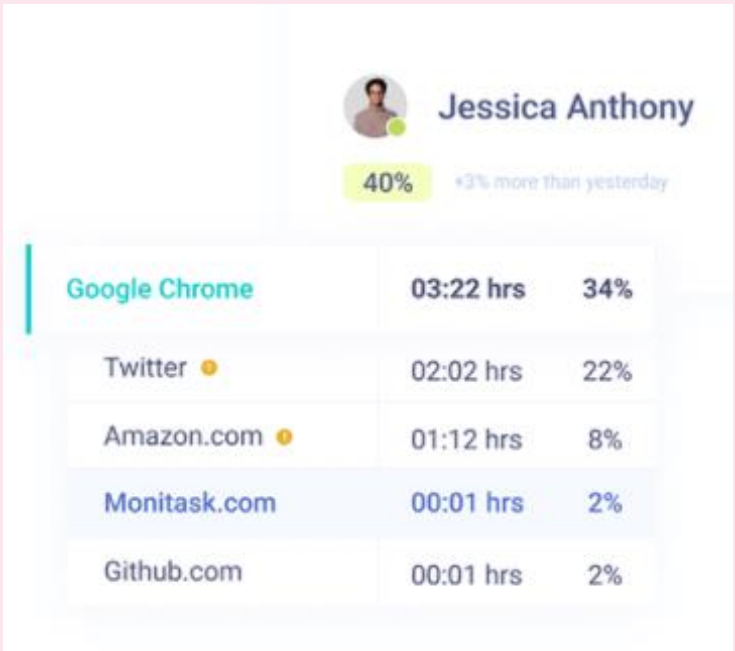 Jessica Anthony
40% +3% more than yesterday
Google Chrome 03:22 hrs 34%
Twitter 02:02 hrs 22%
Amazon.com 01:12 hrs 8%
Monitask.com 00:01 hrs 2%
Github.com 00:01 hrs 2%